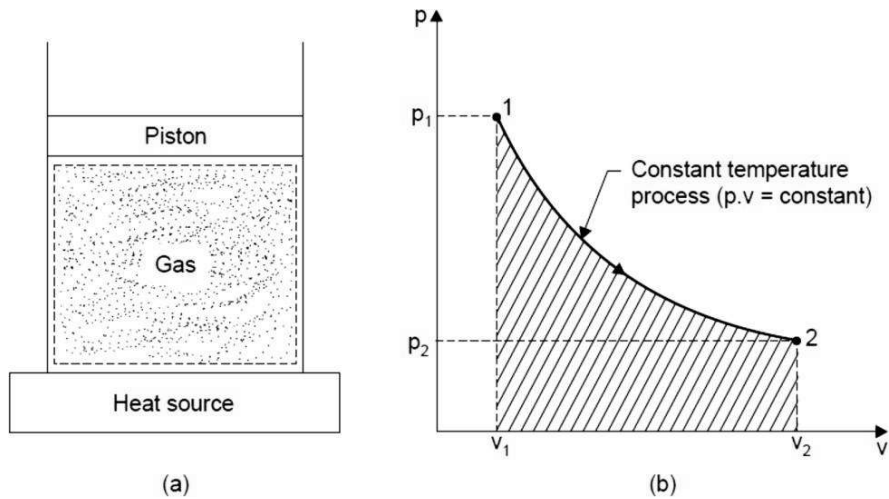 Piston
Gas
Heat source
(a)
p
p₁
1
Constant temperature
process (p.v = constant)
p₂
2
v₁
v₂
v
(b)